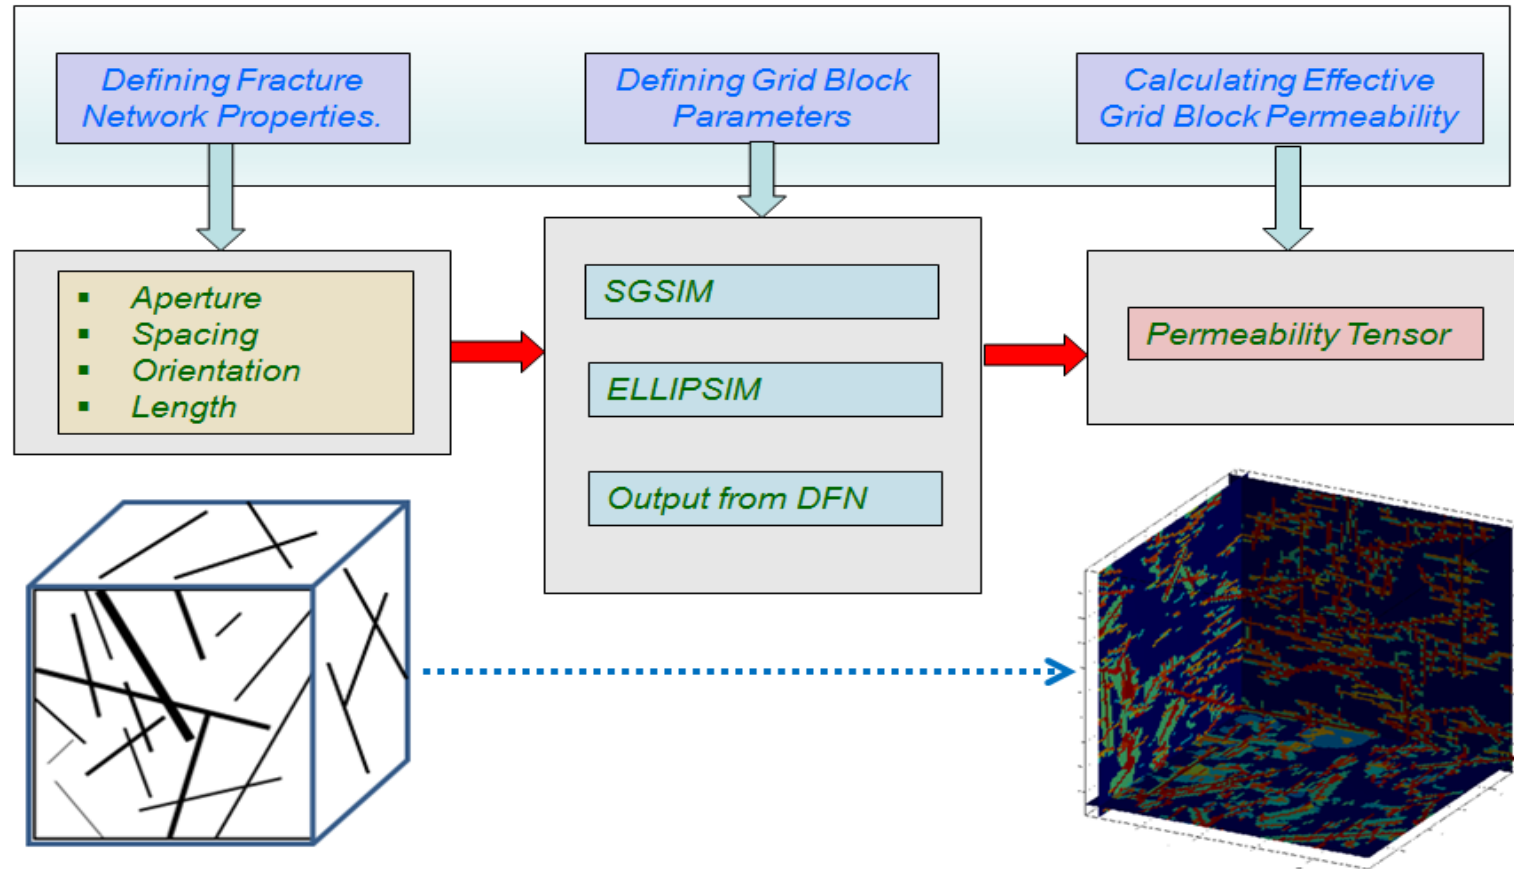 Defining Fracture
Network Properties.
Defining Grid Block
Parameters
Calculating Effective
Grid Block Permeability
▪ Aperture
▪ Spacing
▪ Orientation
▪ Length
SGSIM
ELLIPSIM
Output from DFN
Permeability Tensor